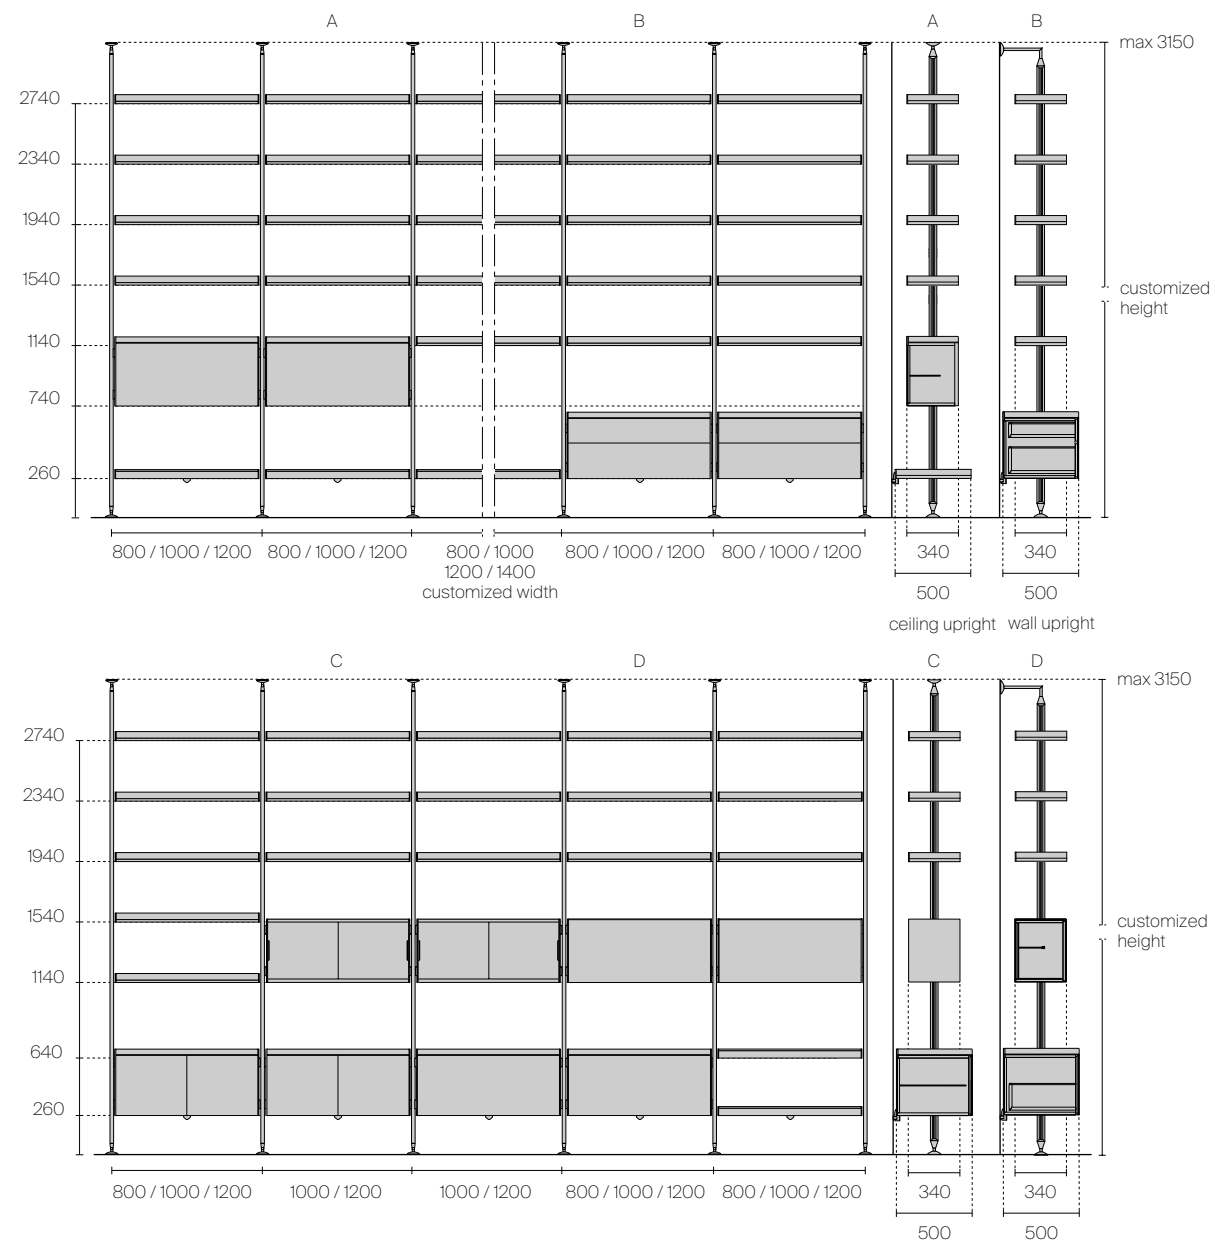 A B A B
max 3150
2740
2340
1940
1540
customized
height
1140
740
260
800 / 1000 / 1200 800 / 1000 / 1200 800 / 1000 800 / 1000 / 1200 800 / 1000 / 1200 340 340
1200 / 1400
customized width
500 500
ceiling upright wall upright
C D C D
max 3150
2740
2340
1940
1540
customized
height
1140
640
260
800 / 1000 / 1200 1000 / 1200 1000 / 1200 800 / 1000 / 1200 800 / 1000 / 1200 340 340
500 500